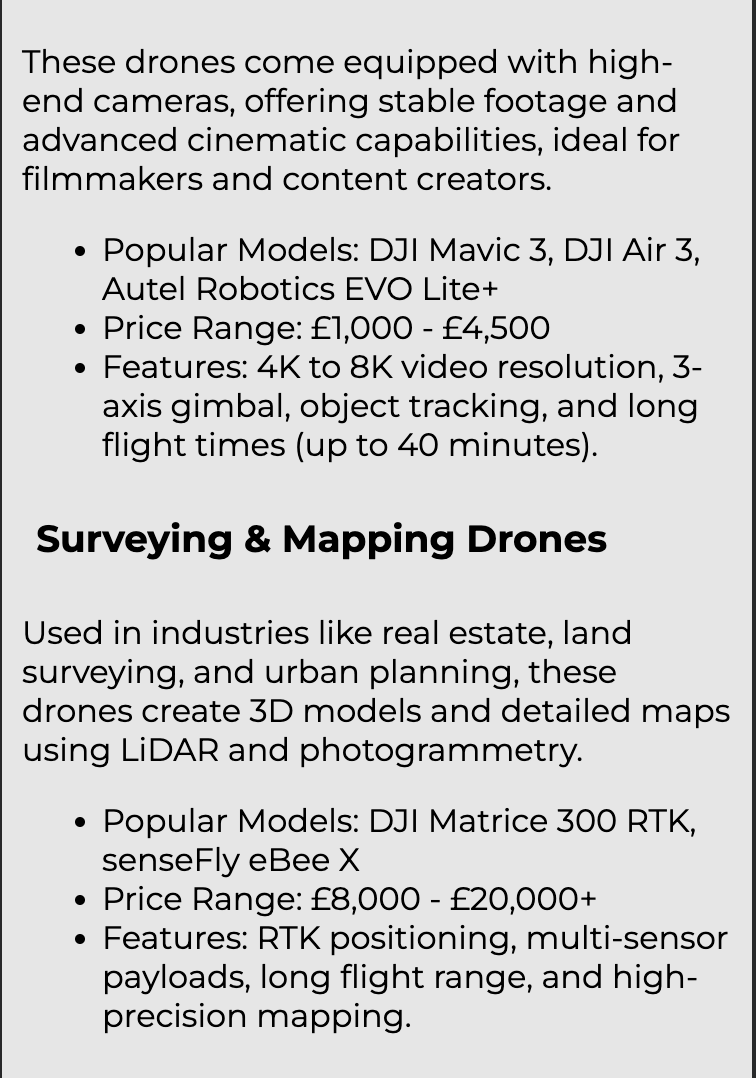 These drones come equipped with high-
end cameras, offering stable footage and
advanced cinematic capabilities, ideal for
filmmakers and content creators.
• Popular Models: DJI Mavic 3, DJI Air 3,
Autel Robotics EVO Lite+
• Price Range: £1,000 - £4,500
• Features: 4K to 8K video resolution, 3-
axis gimbal, object tracking, and long
flight times (up to 40 minutes).
Surveying & Mapping Drones
Used in industries like real estate, land
surveying, and urban planning, these
drones create 3D models and detailed maps
using LiDAR and photogrammetry.
• Popular Models: DJI Matrice 300 RTK,
senseFly eBee X
• Price Range: £8,000 - £20,000+
• Features: RTK positioning, multi-sensor
payloads, long flight range, and high-
precision mapping.